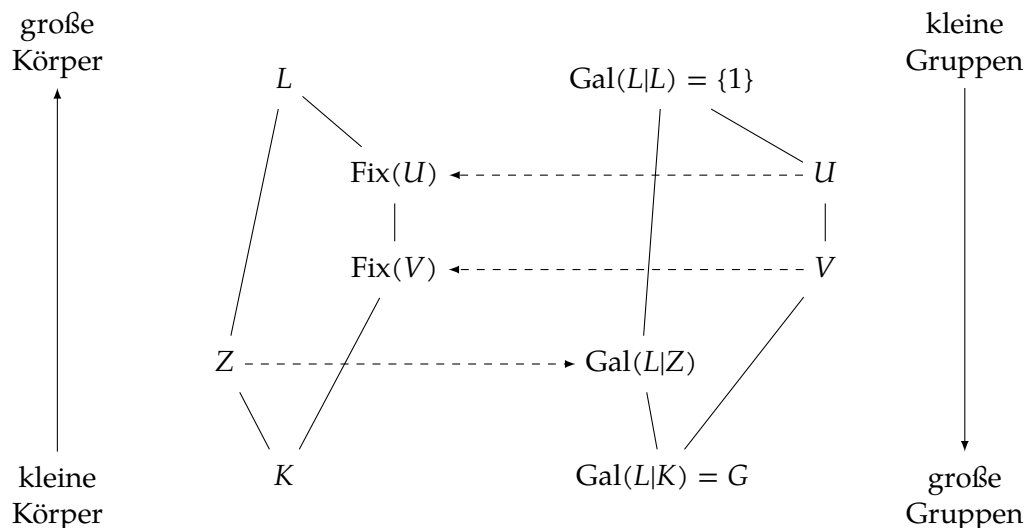 große
Körper
kleine
Gruppen
L
Gal(L|L) = {1}
Fix(U)
U
Fix(V)
V
Z
Gal(L|Z)
kleine
Körper
K
Gal(L|K) = G
große
Gruppen